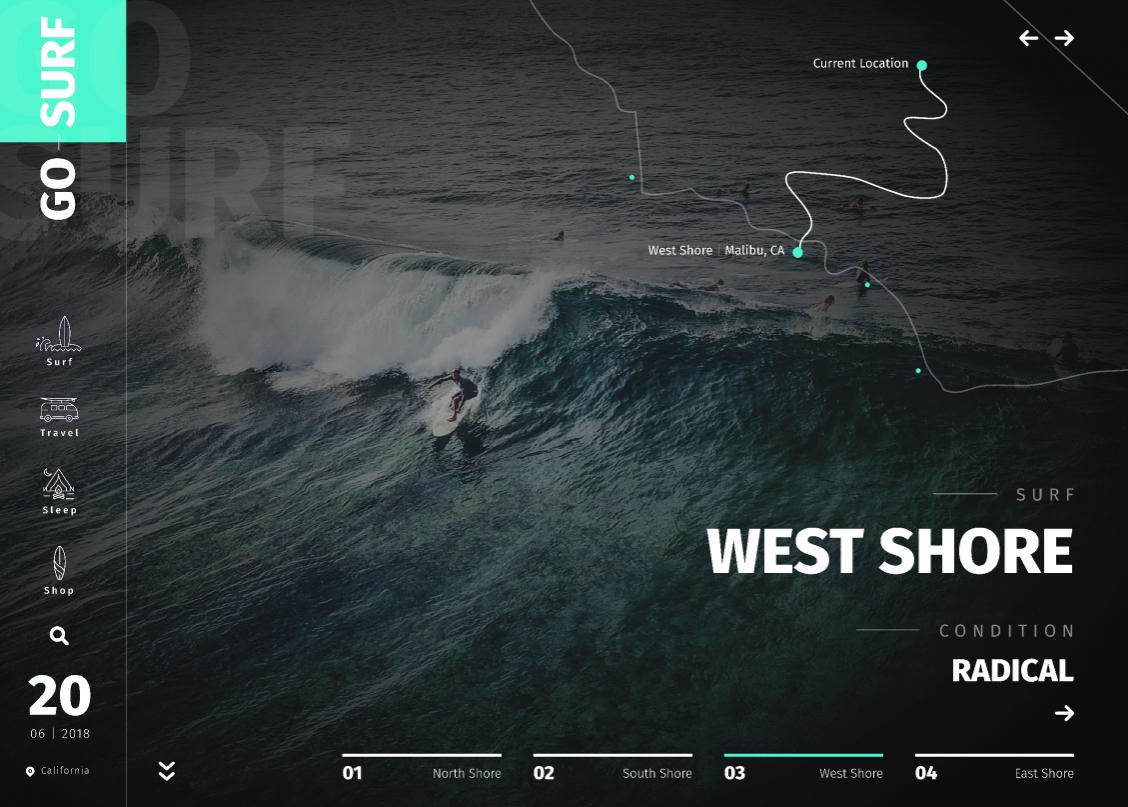 GO
SURF
GO — SURF
Surf
Travel
Sleep
Shop
20
06 | 2018
California
Current Location
West Shore | Malibu, CA
SURF
WEST SHORE
CONDITION
RADICAL
01 North Shore
02 South Shore
03 West Shore
04 East Shore